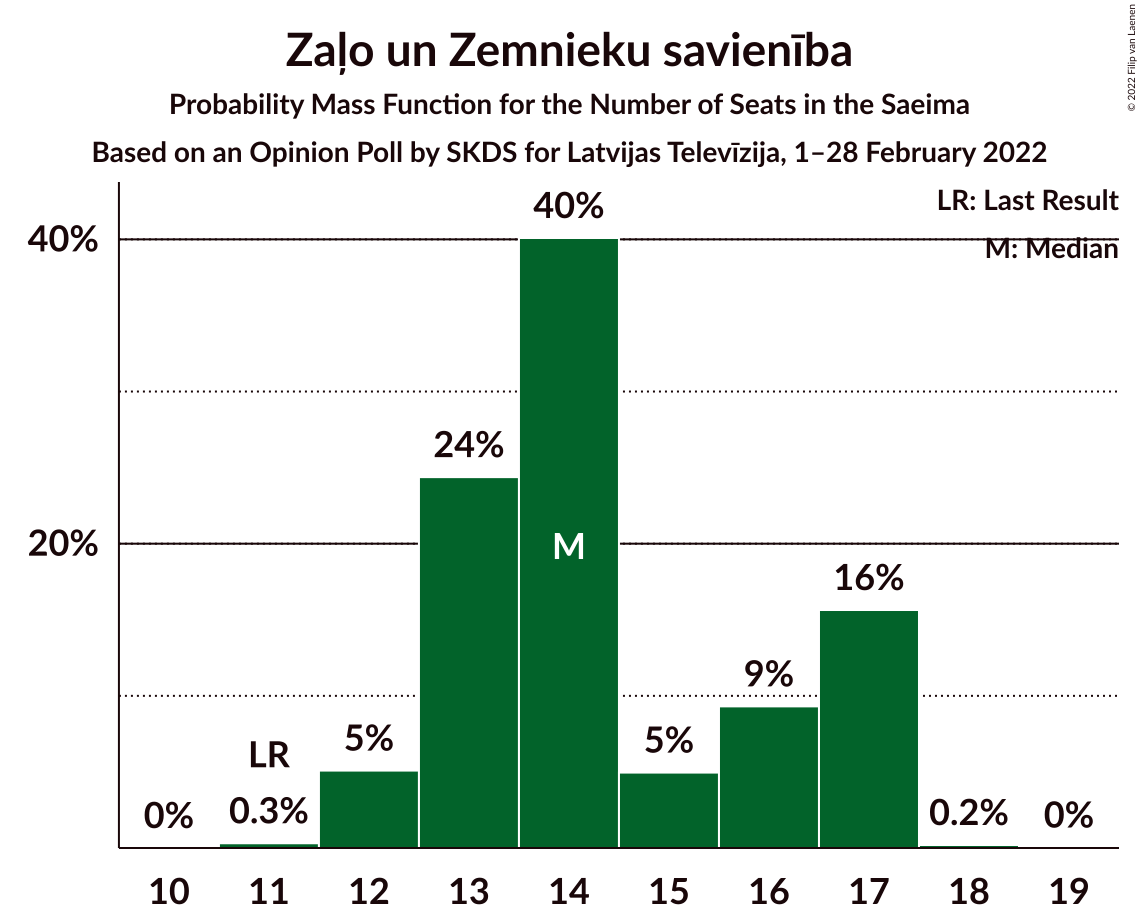 Zaļo un Zemnieku savienība
Probability Mass Function for the Number of Seats in the Saeima
Based on an Opinion Poll by SKDS for Latvijas Televīzija, 1–28 February 2022
© 2022 Filip van Laenen
LR: Last Result
M: Median
40%
20%
0%
LR
0.3%
5%
24%
40%
M
5%
9%
16%
0.2%
0%
10 11 12 13 14 15 16 17 18 19